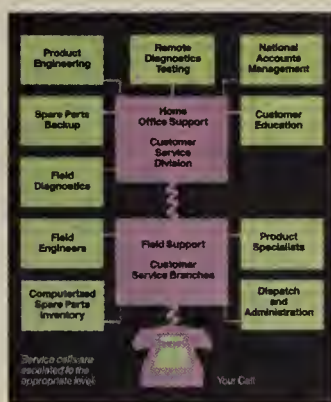 Product
Engineering
Remote
Diagnostics
Testing
National
Accounts
Management
Spare Parts
Backup
Home
Office Support
Customer
Service
Division
Customer
Education
Field
Diagnostics
Field
Engineers
Field Support
Customer
Service Branches
Product
Specialists
Computerized
Spare Parts
Inventory
Dispatch
and
Administration
Service calls are
escalated to the
appropriate level.
Your Call